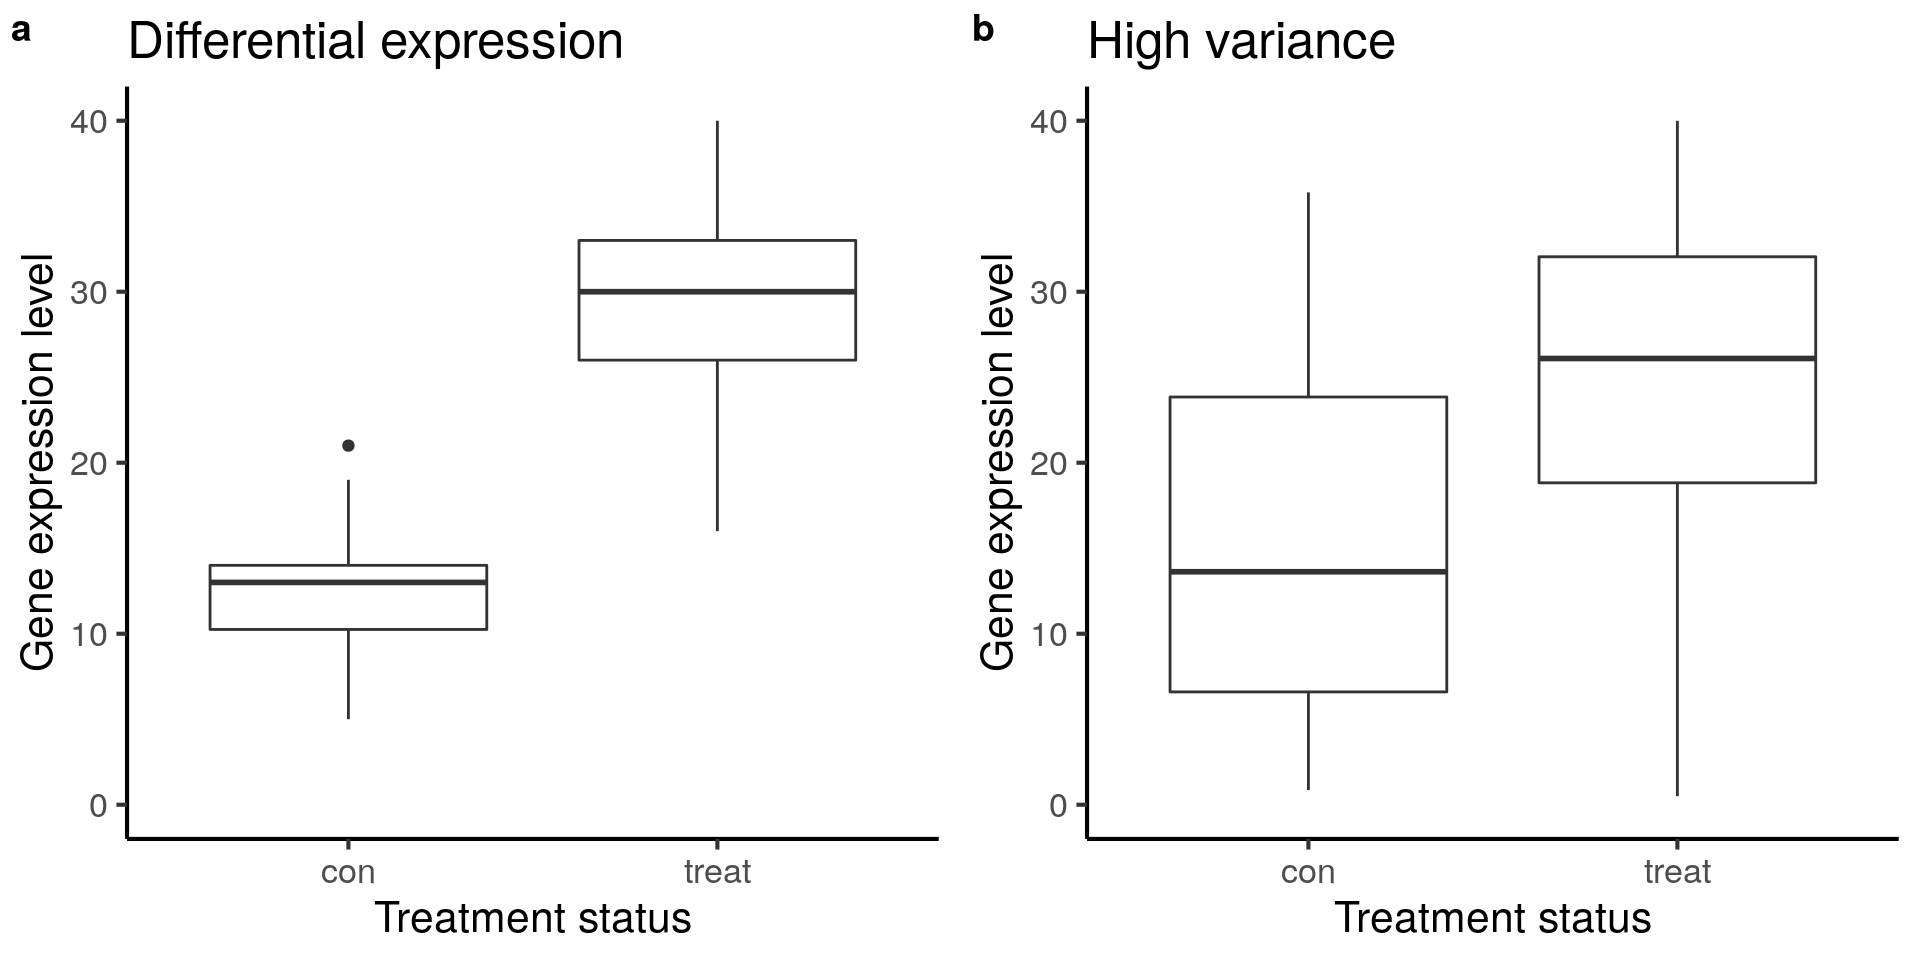 a
Differential expression
Gene expression level
40
30
20
10
0
con treat
Treatment status
b
High variance
Gene expression level
40
30
20
10
0
con treat
Treatment status